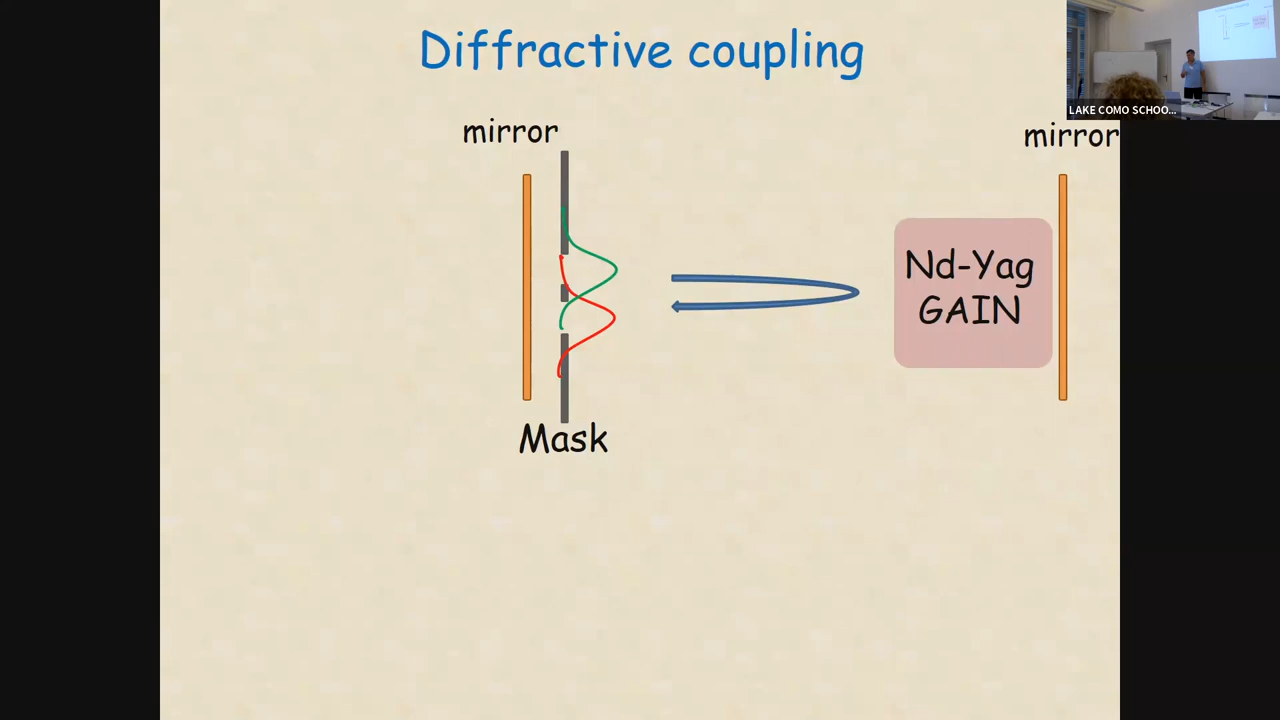 Diffractive coupling
LAKE COMO SCHOO...
mirror
mirror
Nd-Yag
GAIN
Mask